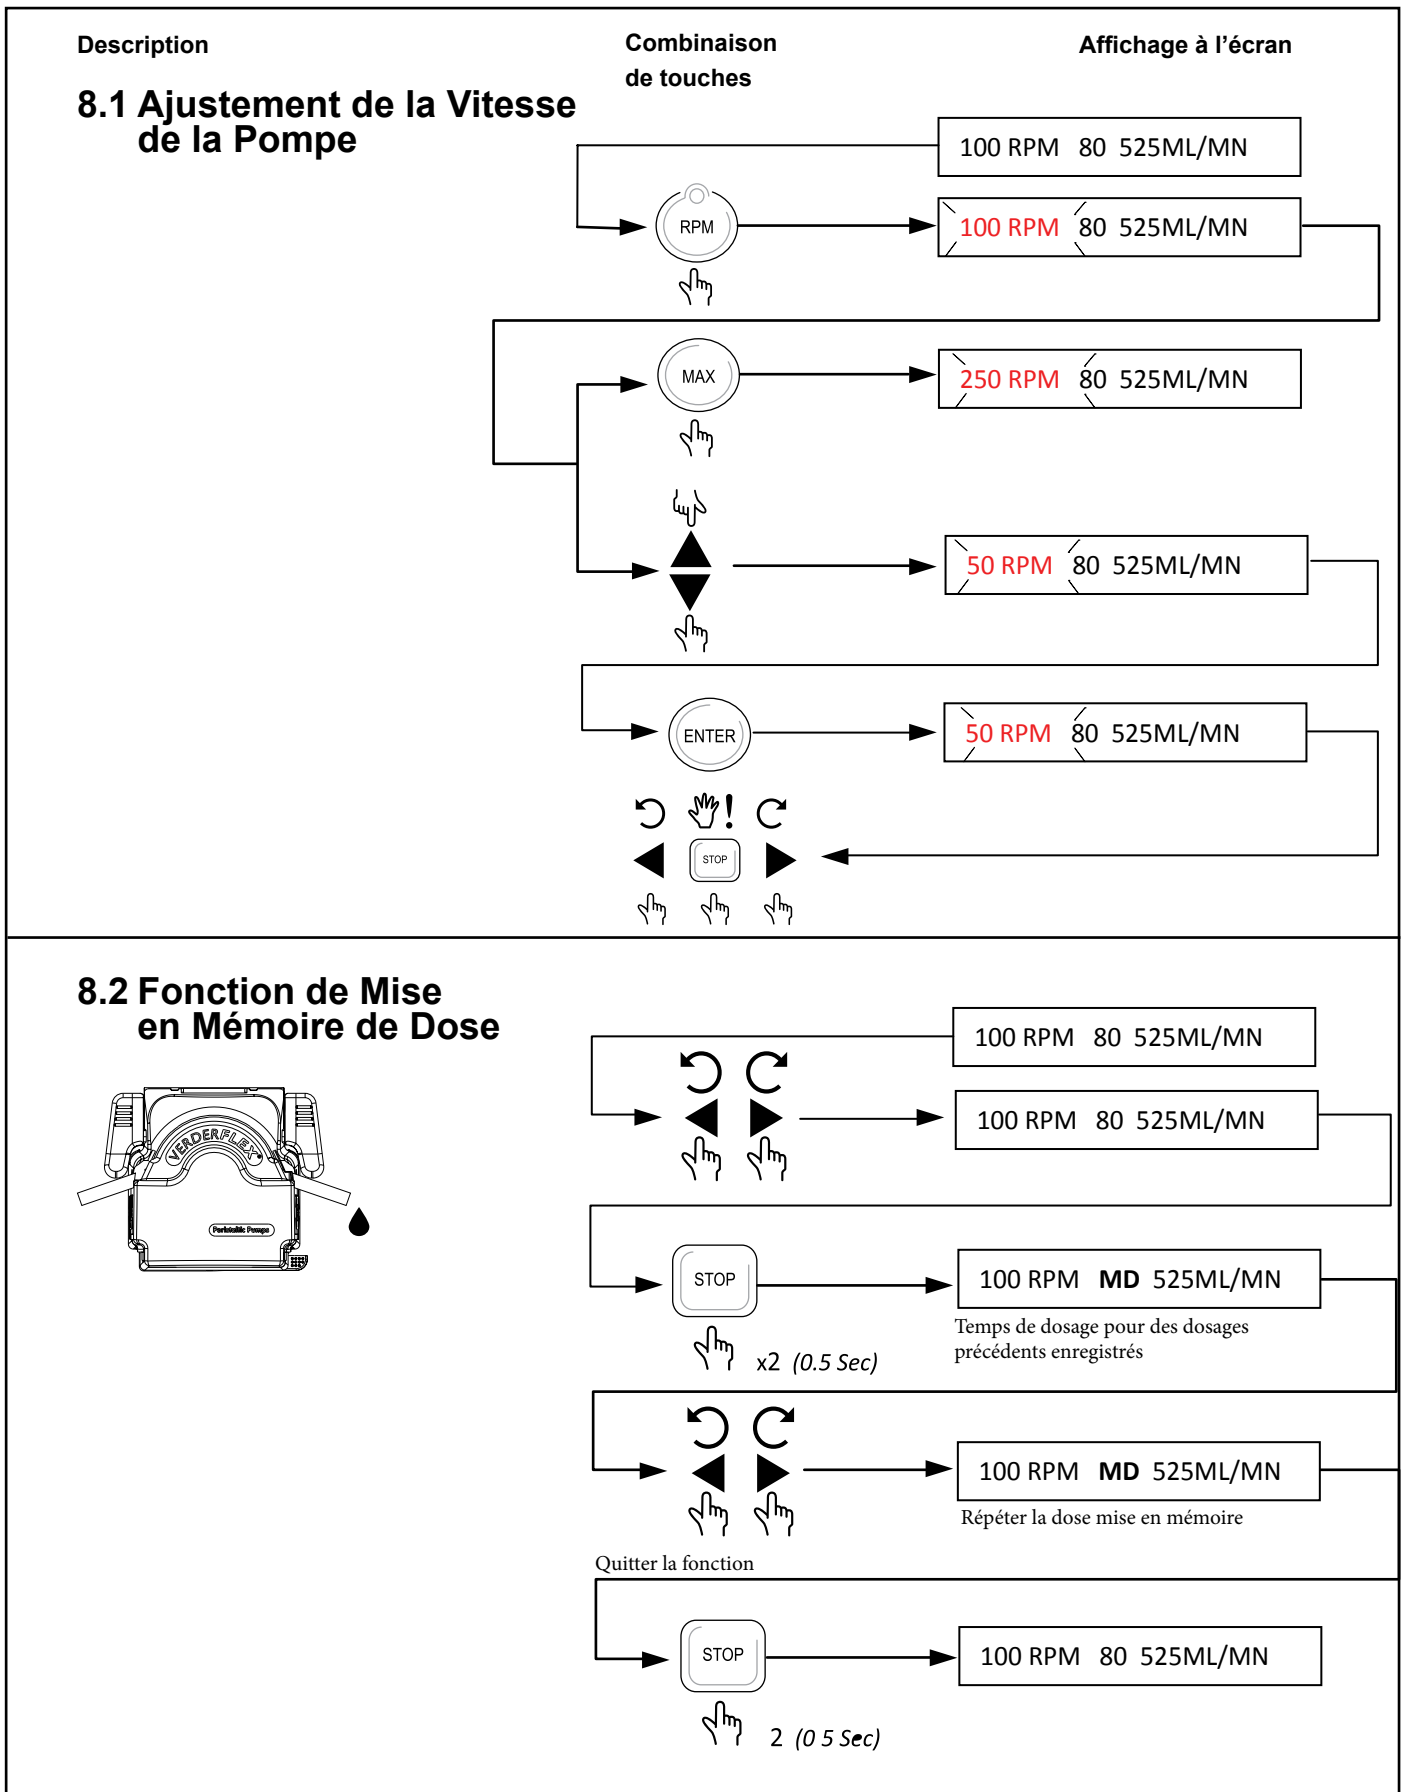 Description
Combinaison
de touches
Affichage à l'écran
8.1 Ajustement de la Vitesse
de la Pompe
100 RPM 80 525ML/MN
RPM
100 RPM 80 525ML/MN
MAX
250 RPM 80 525ML/MN
50 RPM 80 525ML/MN
ENTER
50 RPM 80 525ML/MN
!
STOP
8.2 Fonction de Mise
en Mémoire de Dose
100 RPM 80 525ML/MN
100 RPM 80 525ML/MN
VERDERFLEX®
Peristaltic Pumps
STOP
100 RPM MD 525ML/MN
x2 (0.5 Sec)
Temps de dosage pour des dosages
précédents enregistrés
100 RPM MD 525ML/MN
Répéter la dose mise en mémoire
Quitter la fonction
STOP
100 RPM 80 525ML/MN
2 (0 5 Sec)